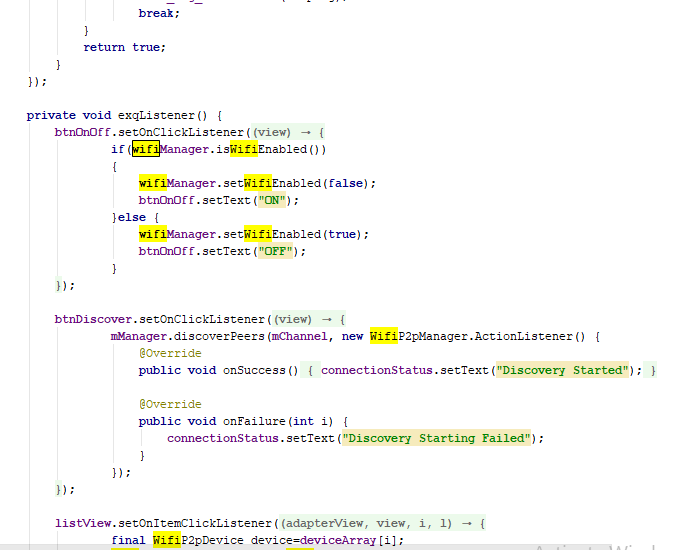 break;
}
return true;
}
});
private void exqListener() {
btnOnOff.setOnClickListener((view) → {
if(wifiManager.isWifiEnabled())
{
wifiManager.setWifiEnabled(false);
btnOnOff.setText("ON");
}else {
wifiManager.setWifiEnabled(true);
btnOnOff.setText("OFF");
}
});
btnDiscover.setOnClickListener((view) → {
mManager.discoverPeers(mChannel, new WifiP2pManager.ActionListener() {
@Override
public void onSuccess() { connectionStatus.setText("Discovery Started"); }
@Override
public void onFailure(int i) {
connectionStatus.setText("Discovery Starting Failed");
}
});
});
listView.setOnItemClickListener((adapterView, view, i, l) → {
final WifiP2pDevice device=deviceArray[i];